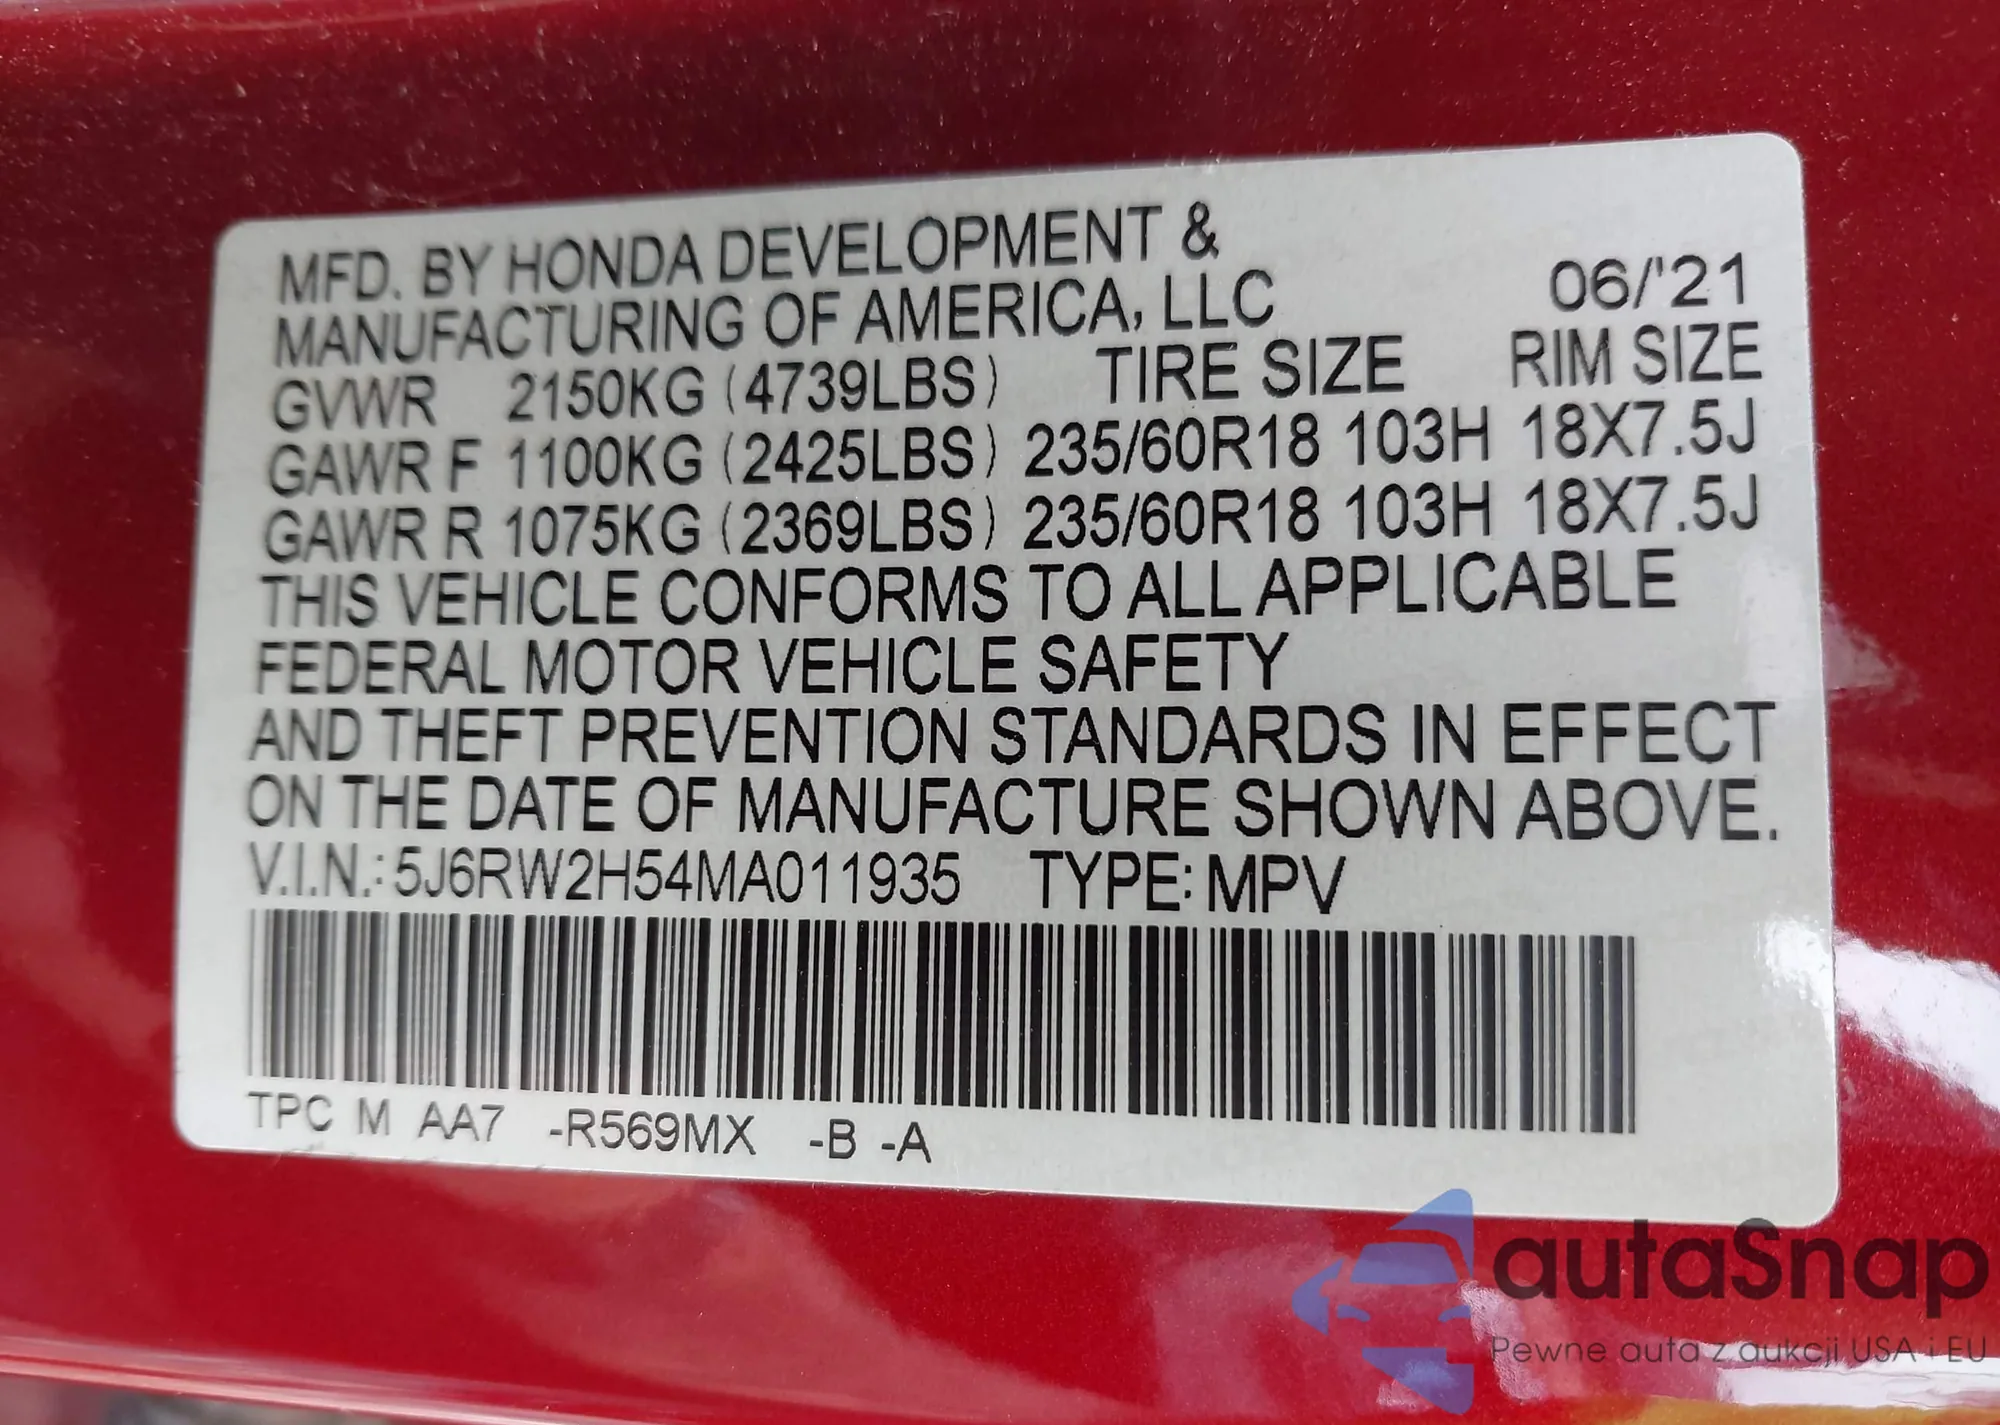 MFD. BY HONDA DEVELOPMENT &
MANUFACTURING OF AMERICA, LLC 06/'21
GVWR 2150KG (4739LBS) TIRE SIZE RIM SIZE
GAWR F 1100KG (2425LBS) 235/60R18 103H 18X7.5J
GAWR R 1075KG (2369LBS) 235/60R18 103H 18X7.5J
THIS VEHICLE CONFORMS TO ALL APPLICABLE
FEDERAL MOTOR VEHICLE SAFETY
AND THEFT PREVENTION STANDARDS IN EFFECT
ON THE DATE OF MANUFACTURE SHOWN ABOVE.
V.I.N.: 5J6RW2H54MA011935 TYPE: MPV
TPC M AA7 -R569MX -B -A
autaSnap
Pewne auta z aukcji USA i EU